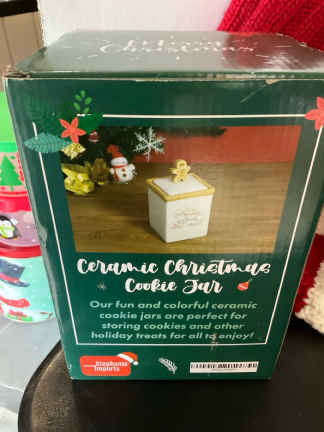 Christmas
Ceramic Christmas
Cookie Jar
Our fun and colorful ceramic
cookie jars are perfect for
storing cookies and other
holiday treats for all to enjoy!
Stephanie
Imports